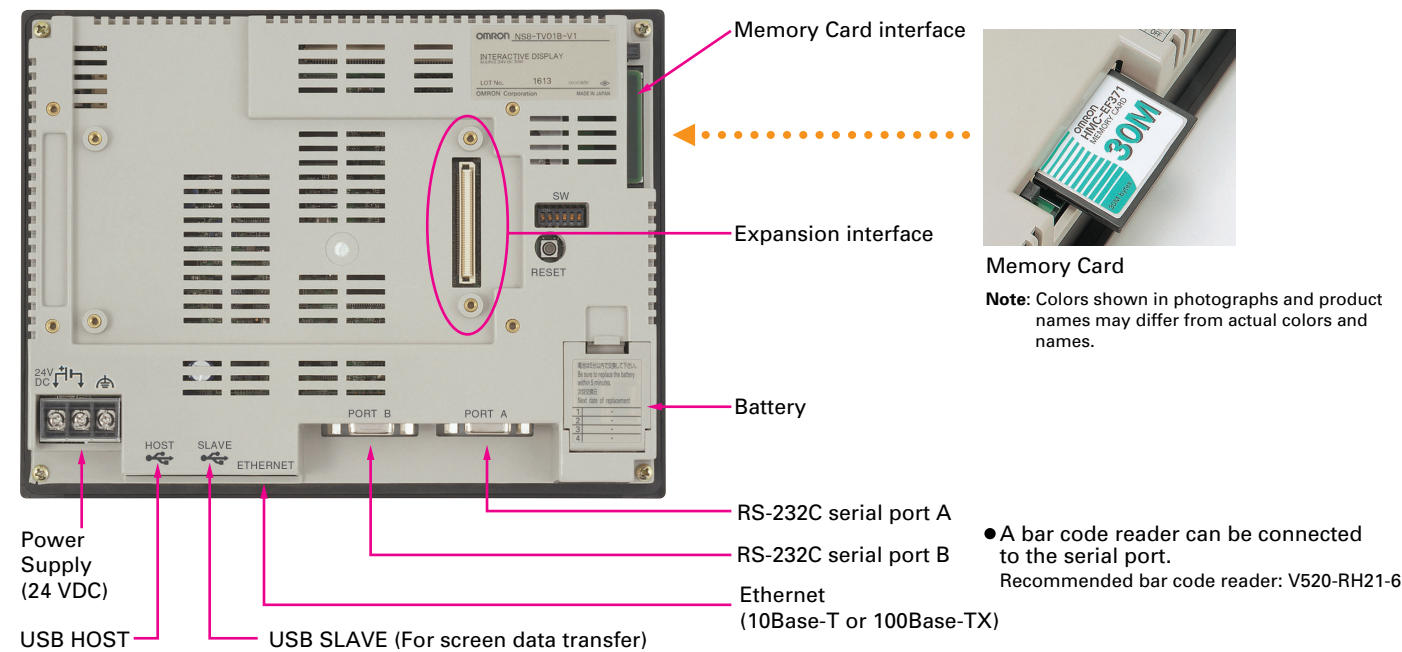 OMRON NS8-TV01B-V1
INTERACTIVE DISPLAY
LOT No. 1613
OMRON Corporation MADE IN JAPAN
Memory Card interface
OFF
OMRON
HMC-EF371
MEMORY CARD
30M
30M bytes
SW
Expansion interface
RESET
Memory Card
Note: Colors shown in photographs and product
names may differ from actual colors and
names.
Be sure to replace the battery
within 5 minutes.
Next date of replacement
1
2
3
4
24V
DC
Battery
PORT B
PORT A
HOST
SLAVE
ETHERNET
RS-232C serial port A
RS-232C serial port B
● A bar code reader can be connected
to the serial port.
Recommended bar code reader: V520-RH21-6
Power
Supply
(24 VDC)
Ethernet
(10Base-T or 100Base-TX)
USB HOST
USB SLAVE (For screen data transfer)